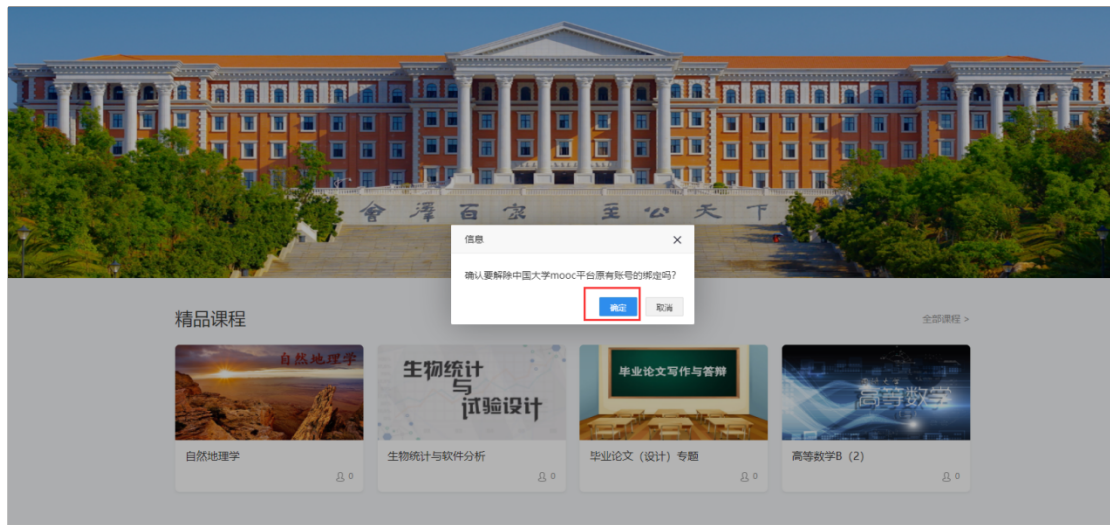 會澤百家 至公天下
信息
确认要解除中国大学mooc平台原有账号的绑定吗?
确定
取消
精品课程
全部课程 >
自然地理学
生物统计
与
试验设计
毕业论文写作与答辩
高等数学
自然地理学
0
生物统计与软件分析
0
毕业论文（设计）专题
0
高等数学B（2）
0